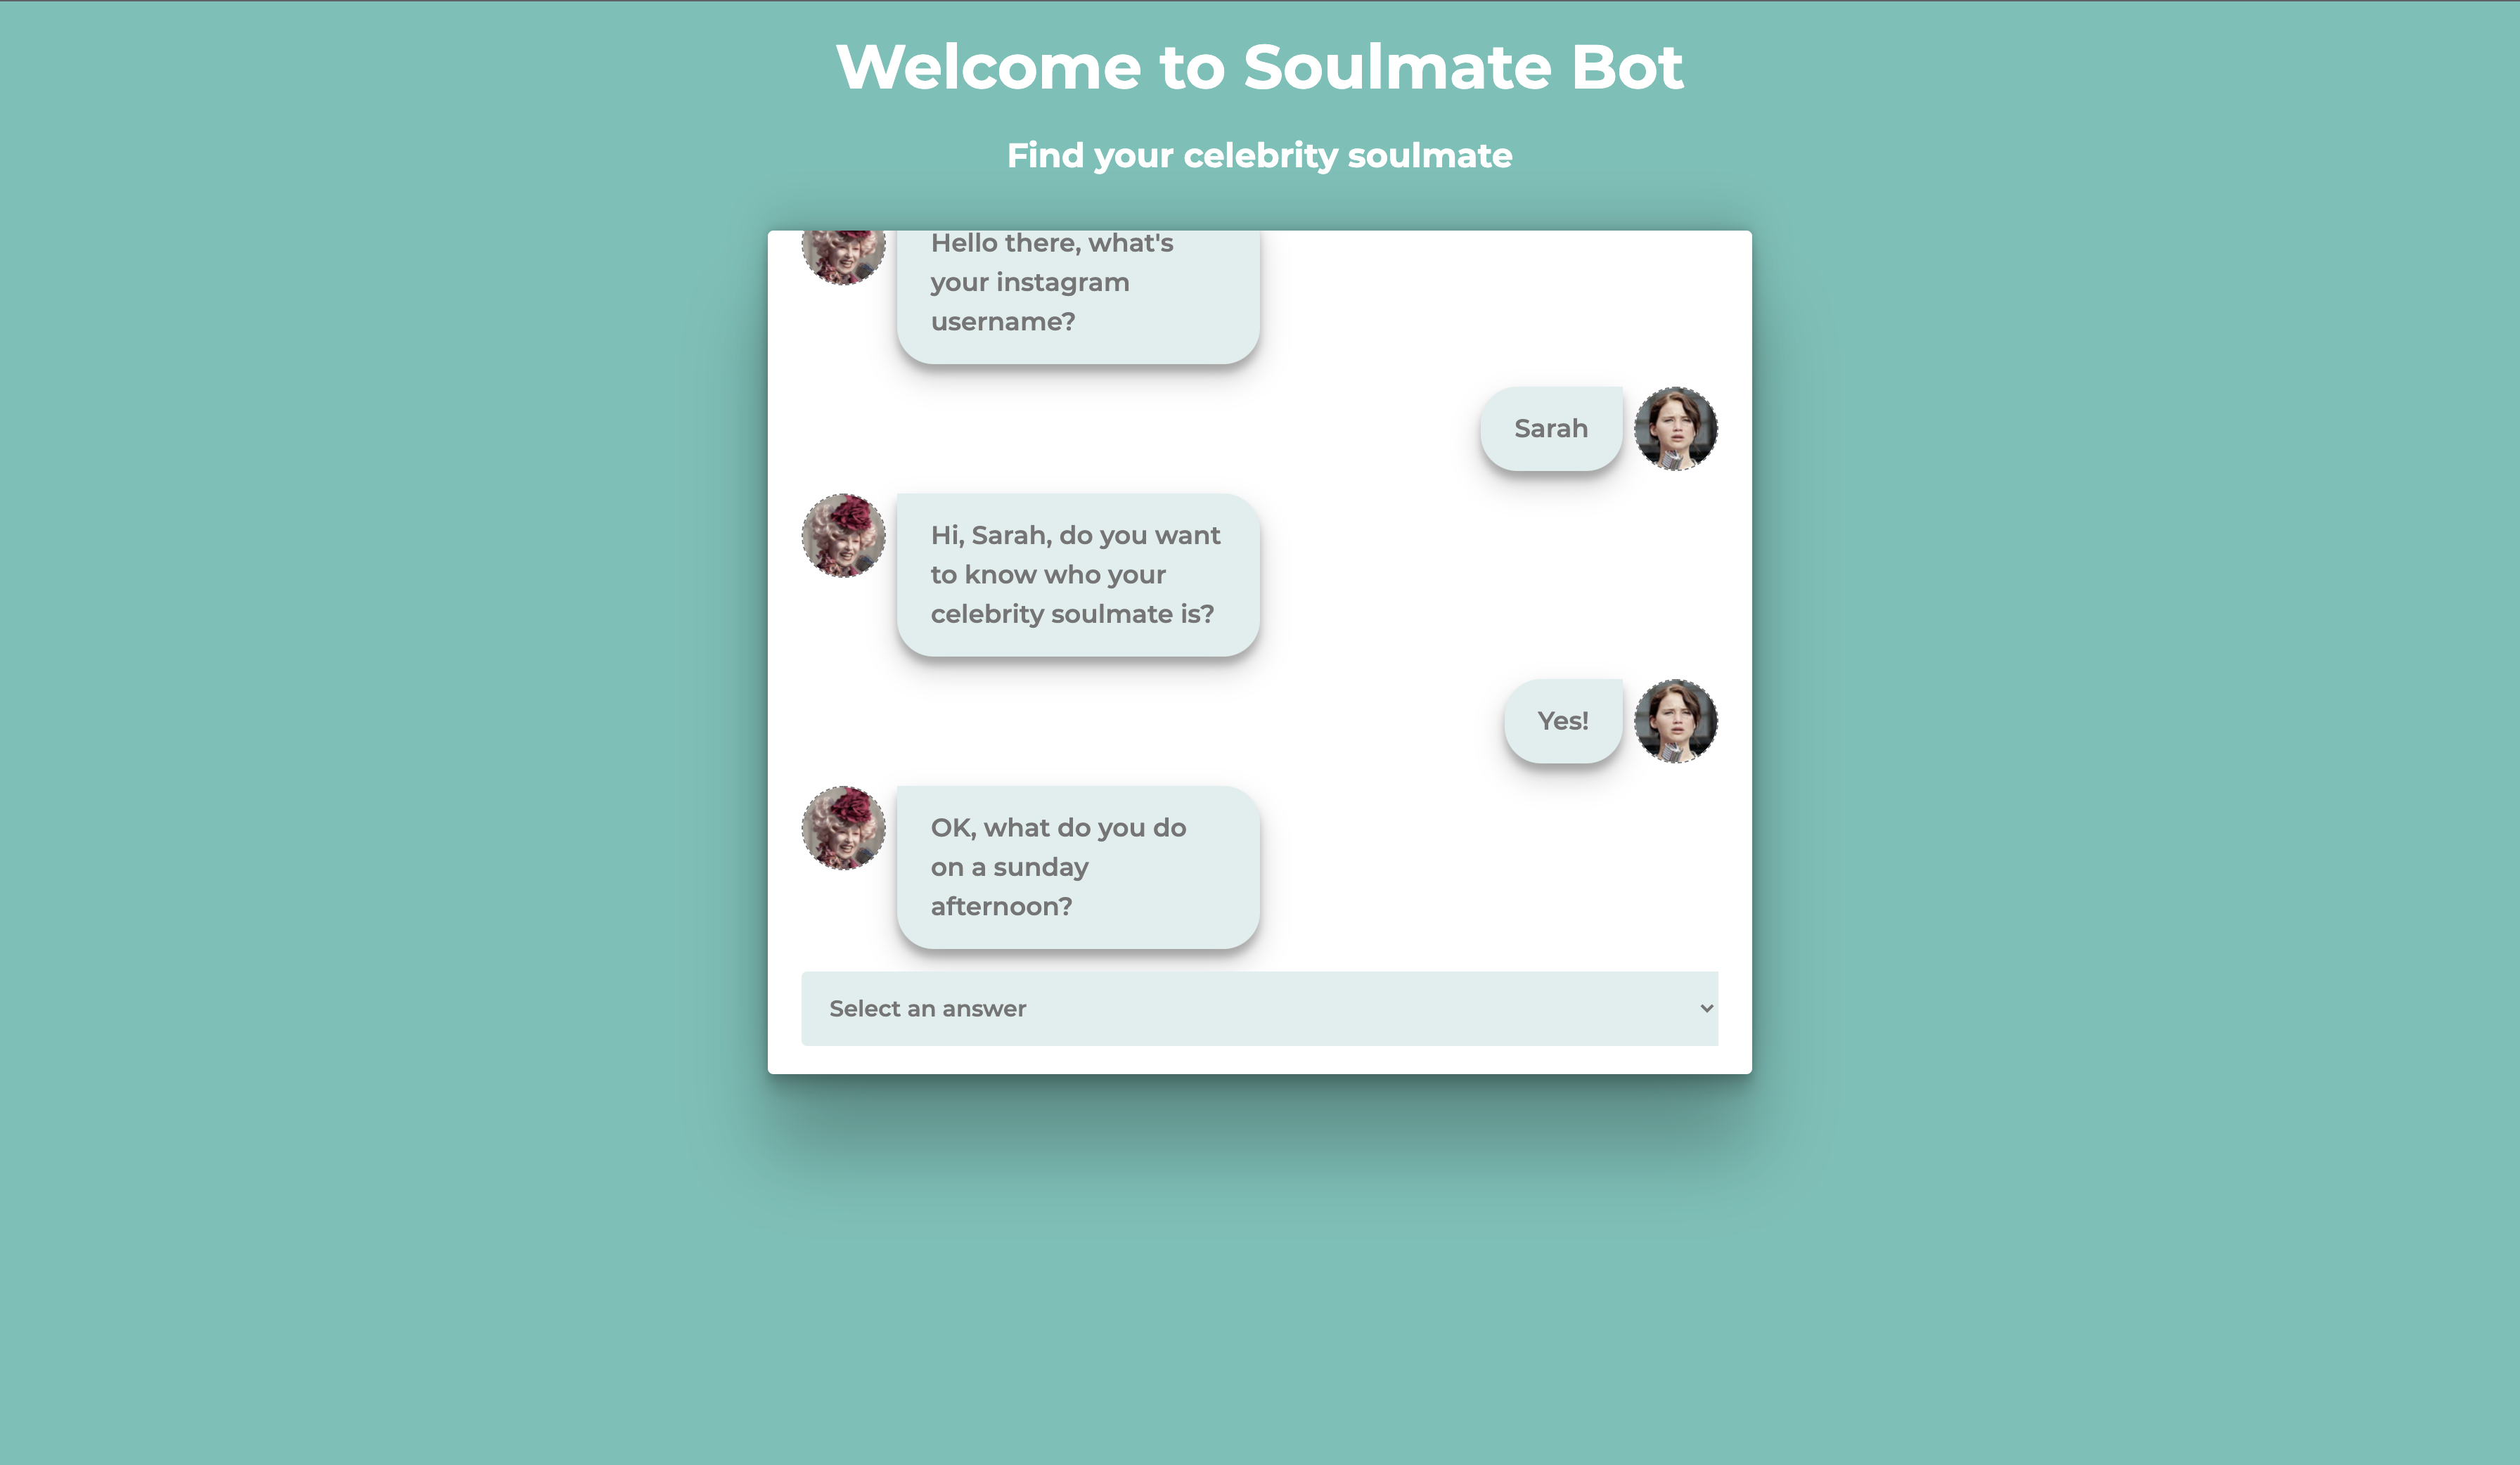 Welcome to Soulmate Bot
Find your celebrity soulmate
Hello there, what's
your instagram
username?
Sarah
Hi, Sarah, do you want
to know who your
celebrity soulmate is?
Yes!
OK, what do you do
on a sunday
afternoon?
Select an answer